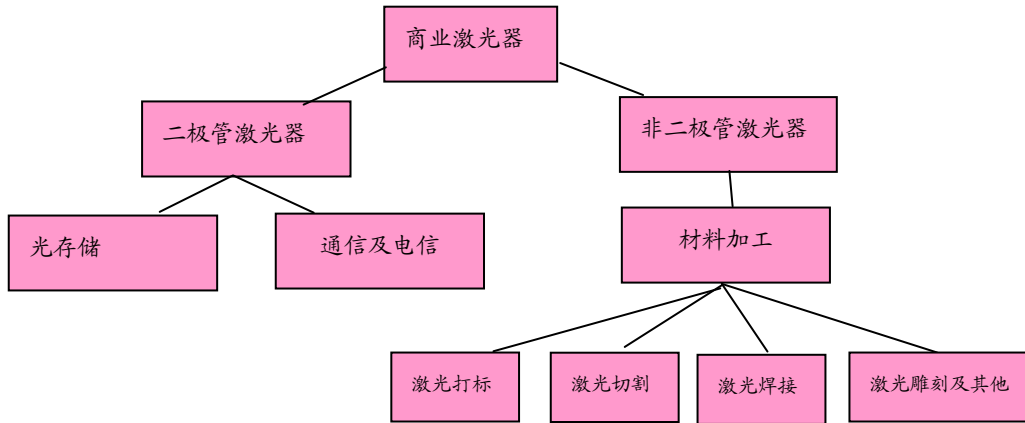 商业激光器
二极管激光器
非二极管激光器
光存储
通信及电信
材料加工
激光打标
激光切割
激光焊接
激光雕刻及其他